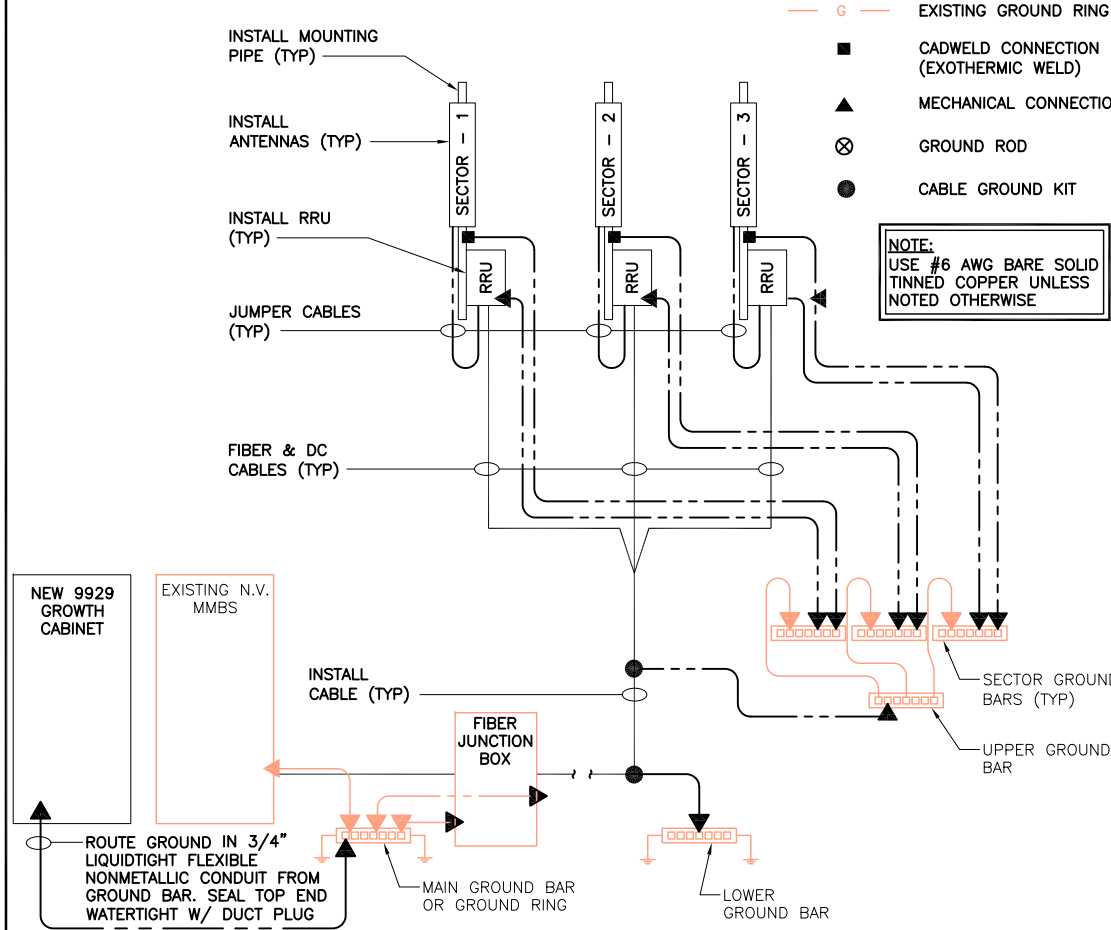 G
EXISTING GROUND RING
CADWELD CONNECTION
(EXOTHERMIC WELD)
MECHANICAL CONNECTIO
GROUND ROD
CABLE GROUND KIT
NOTE:
USE #6 AWG BARE SOLID
TINNED COPPER UNLESS
NOTED OTHERWISE
INSTALL MOUNTING
PIPE (TYP)
INSTALL
ANTENNAS (TYP)
INSTALL RRU
(TYP)
JUMPER CABLES
(TYP)
SECTOR - 1
SECTOR - 2
SECTOR - 3
RRU
RRU
RRU
FIBER & DC
CABLES (TYP)
NEW 9929
GROWTH
CABINET
EXISTING N.V.
MMBS
INSTALL
CABLE (TYP)
FIBER
JUNCTION
BOX
SECTOR GROUND
BARS (TYP)
UPPER GROUND
BAR
ROUTE GROUND IN 3/4"
LIQUIDTIGHT FLEXIBLE
NONMETALLIC CONDUIT FROM
GROUND BAR. SEAL TOP END
WATERTIGHT W/ DUCT PLUG
MAIN GROUND BAR
OR GROUND RING
LOWER
GROUND BAR